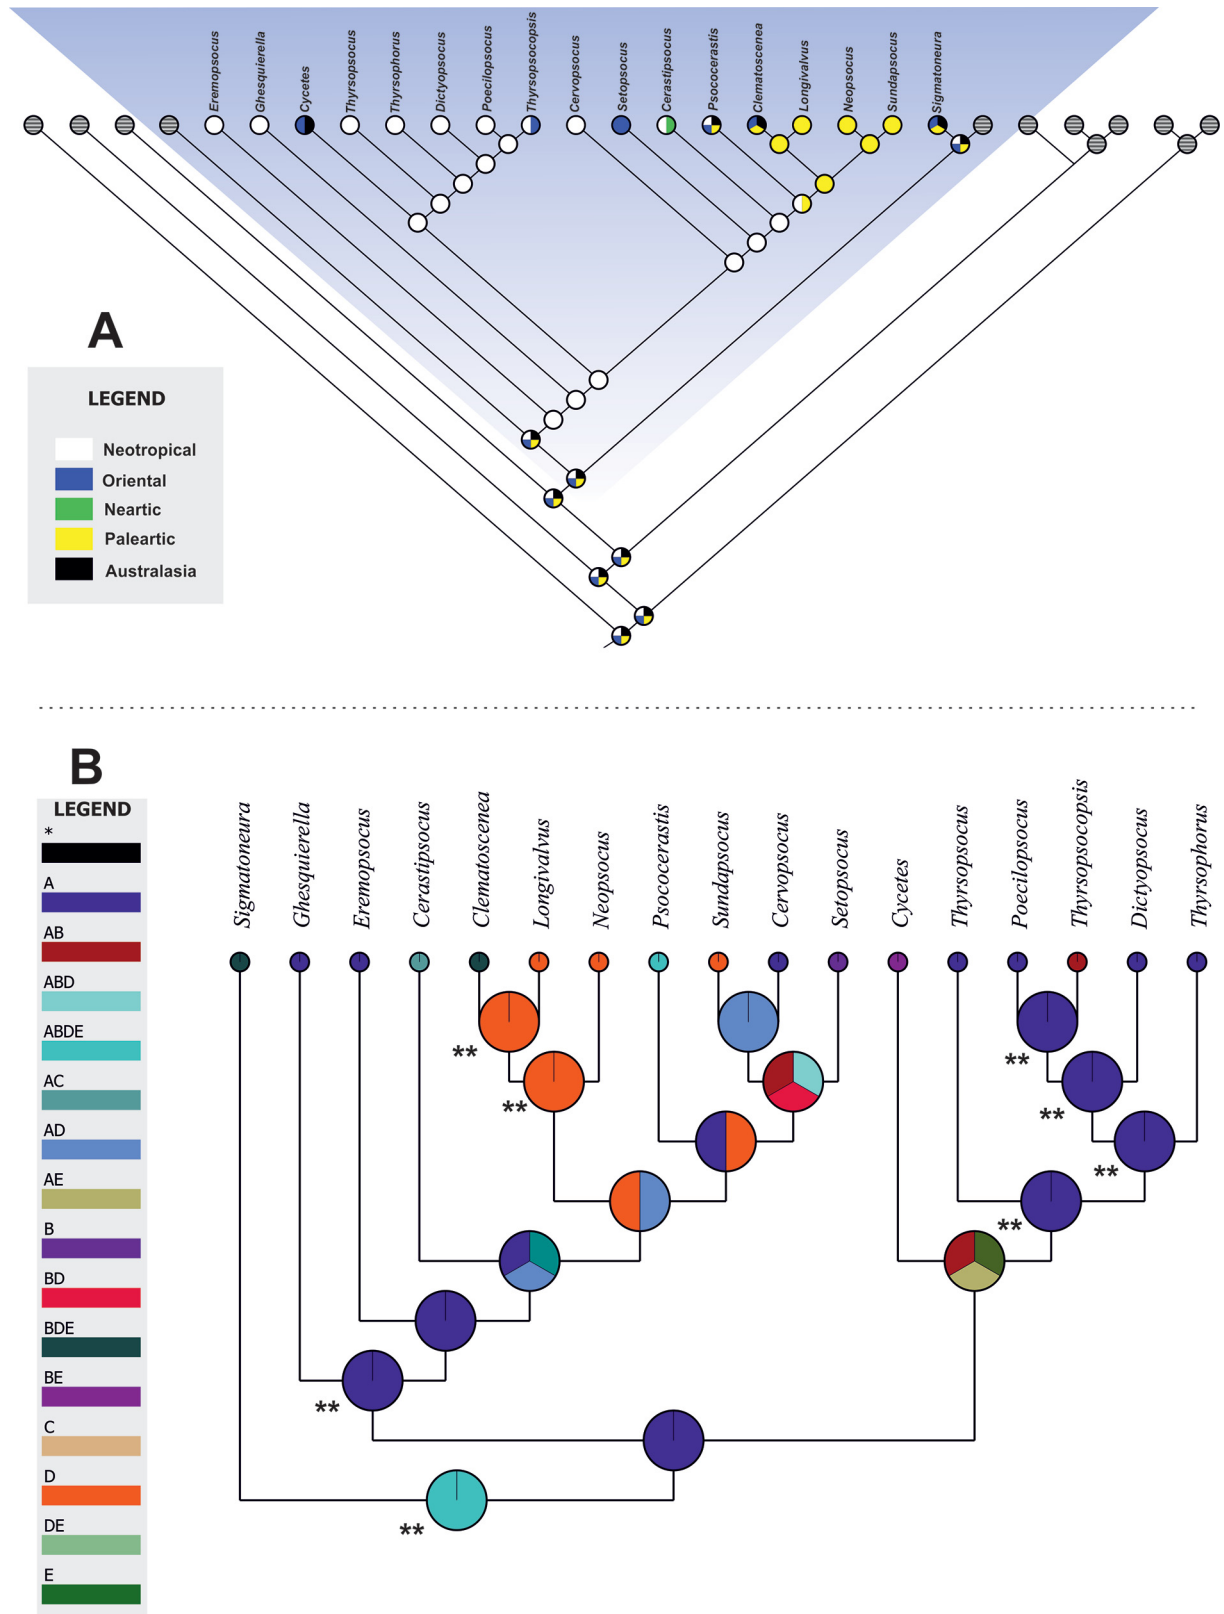 Eremopsocus
Ghesquierella
Cycetes
Thyrsopsocus
Thyrsophorus
Dictyopsocus
Poecilopsocus
Thyrsopsocopsis
Cervopsocus
Setopsocus
Cerastipsocus
Psococerastis
Clematoscenea
Longivalvus
Neopsocus
Sundapsocus
Sigmatoneura
A
LEGEND
Neotropical
Oriental
Neartic
Paleartic
Australasia
B
LEGEND
*
A
AB
ABD
ABDE
AC
AD
AE
B
BD
BDE
BE
C
D
DE
E
Sigmatoneura
Ghesquierella
Eremopsocus
Cerastipsocus
Clematoscenea
Longivalvus
Neopsocus
Psococerastis
Sundapsocus
Cervopsocus
Setopsocus
Cycetes
Thyrsopsocus
Poecilopsocus
Thyrsopsocopsis
Dictyopsocus
Thyrsophorus
**
**
**
**
**
**
**
**